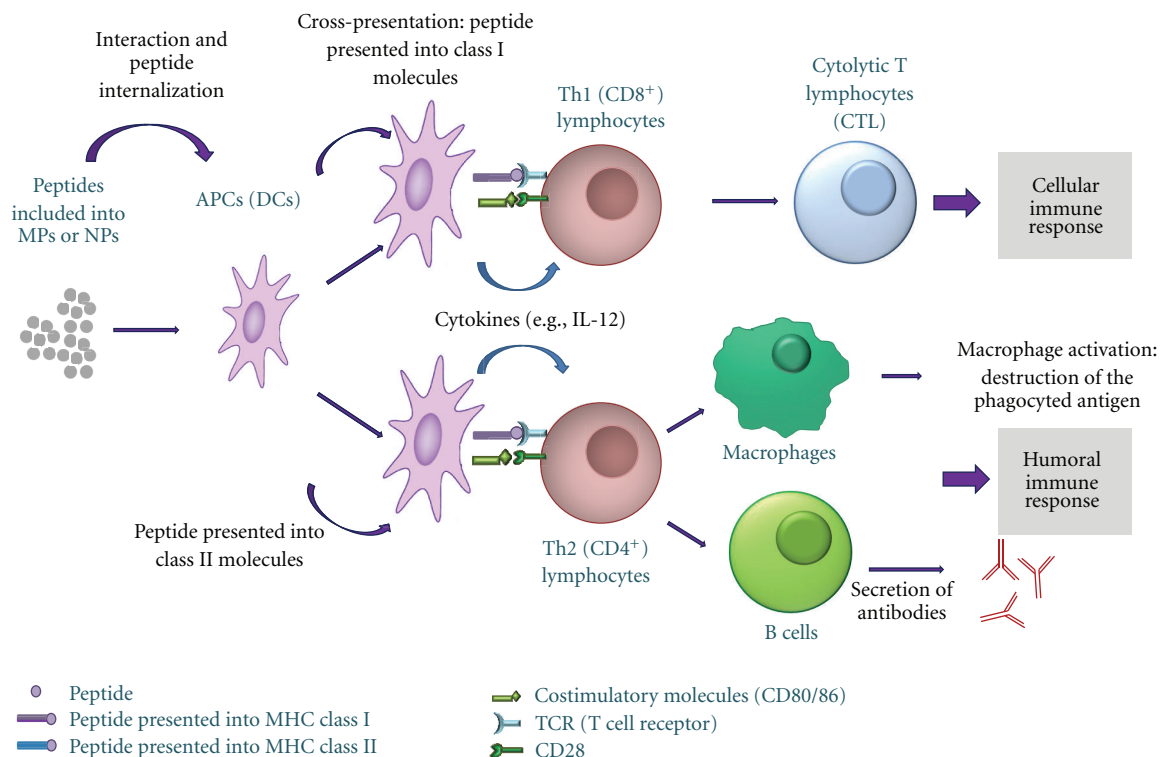 Interaction and
peptide
internalization
Cross-presentation: peptide
presented into class I
molecules
Th1 (CD8⁺)
lymphocytes
Cytolytic T
lymphocytes
(CTL)
Peptides
included into
MPs or NPs
APCs (DCs)
Cellular
immune
response
Cytokines (e.g., IL-12)
Macrophage activation:
destruction of the
phagocyted antigen
Macrophages
Humoral
immune
response
Peptide presented into
class II molecules
Th2 (CD4⁺)
lymphocytes
Secretion of
antibodies
B cells
Peptide
Peptide presented into MHC class I
Peptide presented into MHC class II
Costimulatory molecules (CD80/86)
TCR (T cell receptor)
CD28